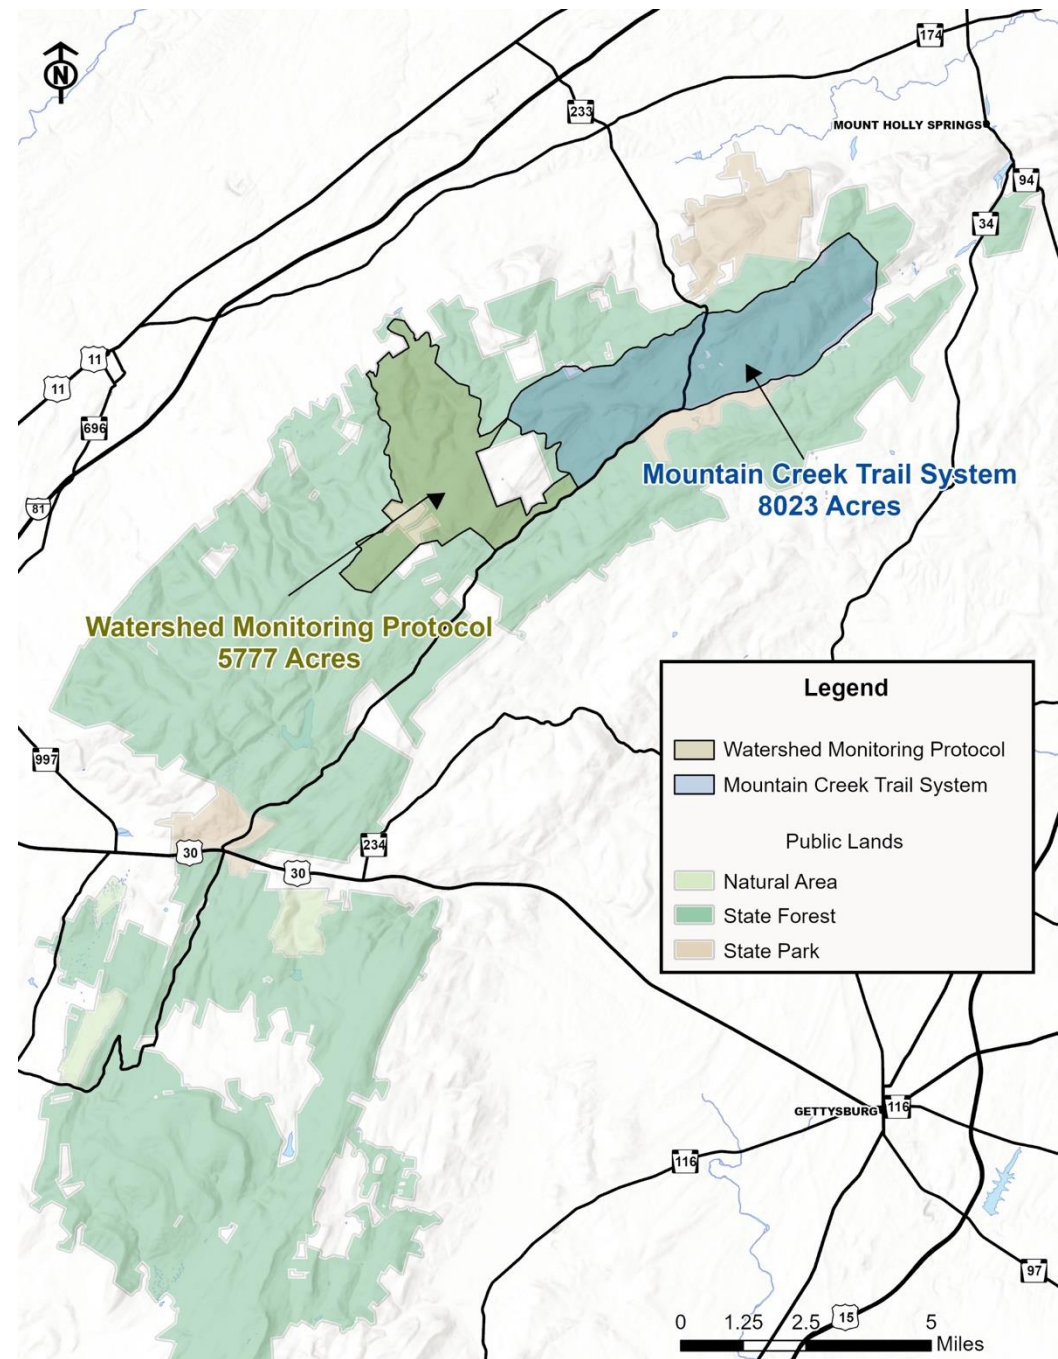 N
174
233
MOUNT HOLLY SPRINGS
94
34
11
11
696
81
Mountain Creek Trail System
8023 Acres
Watershed Monitoring Protocol
5777 Acres
Legend
Watershed Monitoring Protocol
Mountain Creek Trail System
Public Lands
Natural Area
State Forest
State Park
997
30
234
30
GETTYSBURG
116
116
97
15
0 1.25 2.5 5
Miles